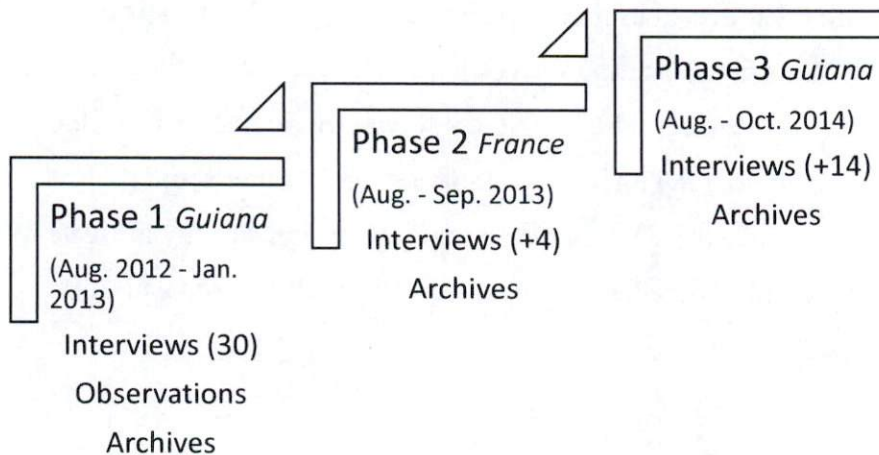 Phase 1 Guiana
(Aug. 2012 - Jan.
2013)
Interviews (30)
Observations
Archives
Phase 2 France
(Aug. - Sep. 2013)
Interviews (+4)
Archives
Phase 3 Guiana
(Aug. - Oct. 2014)
Interviews (+14)
Archives